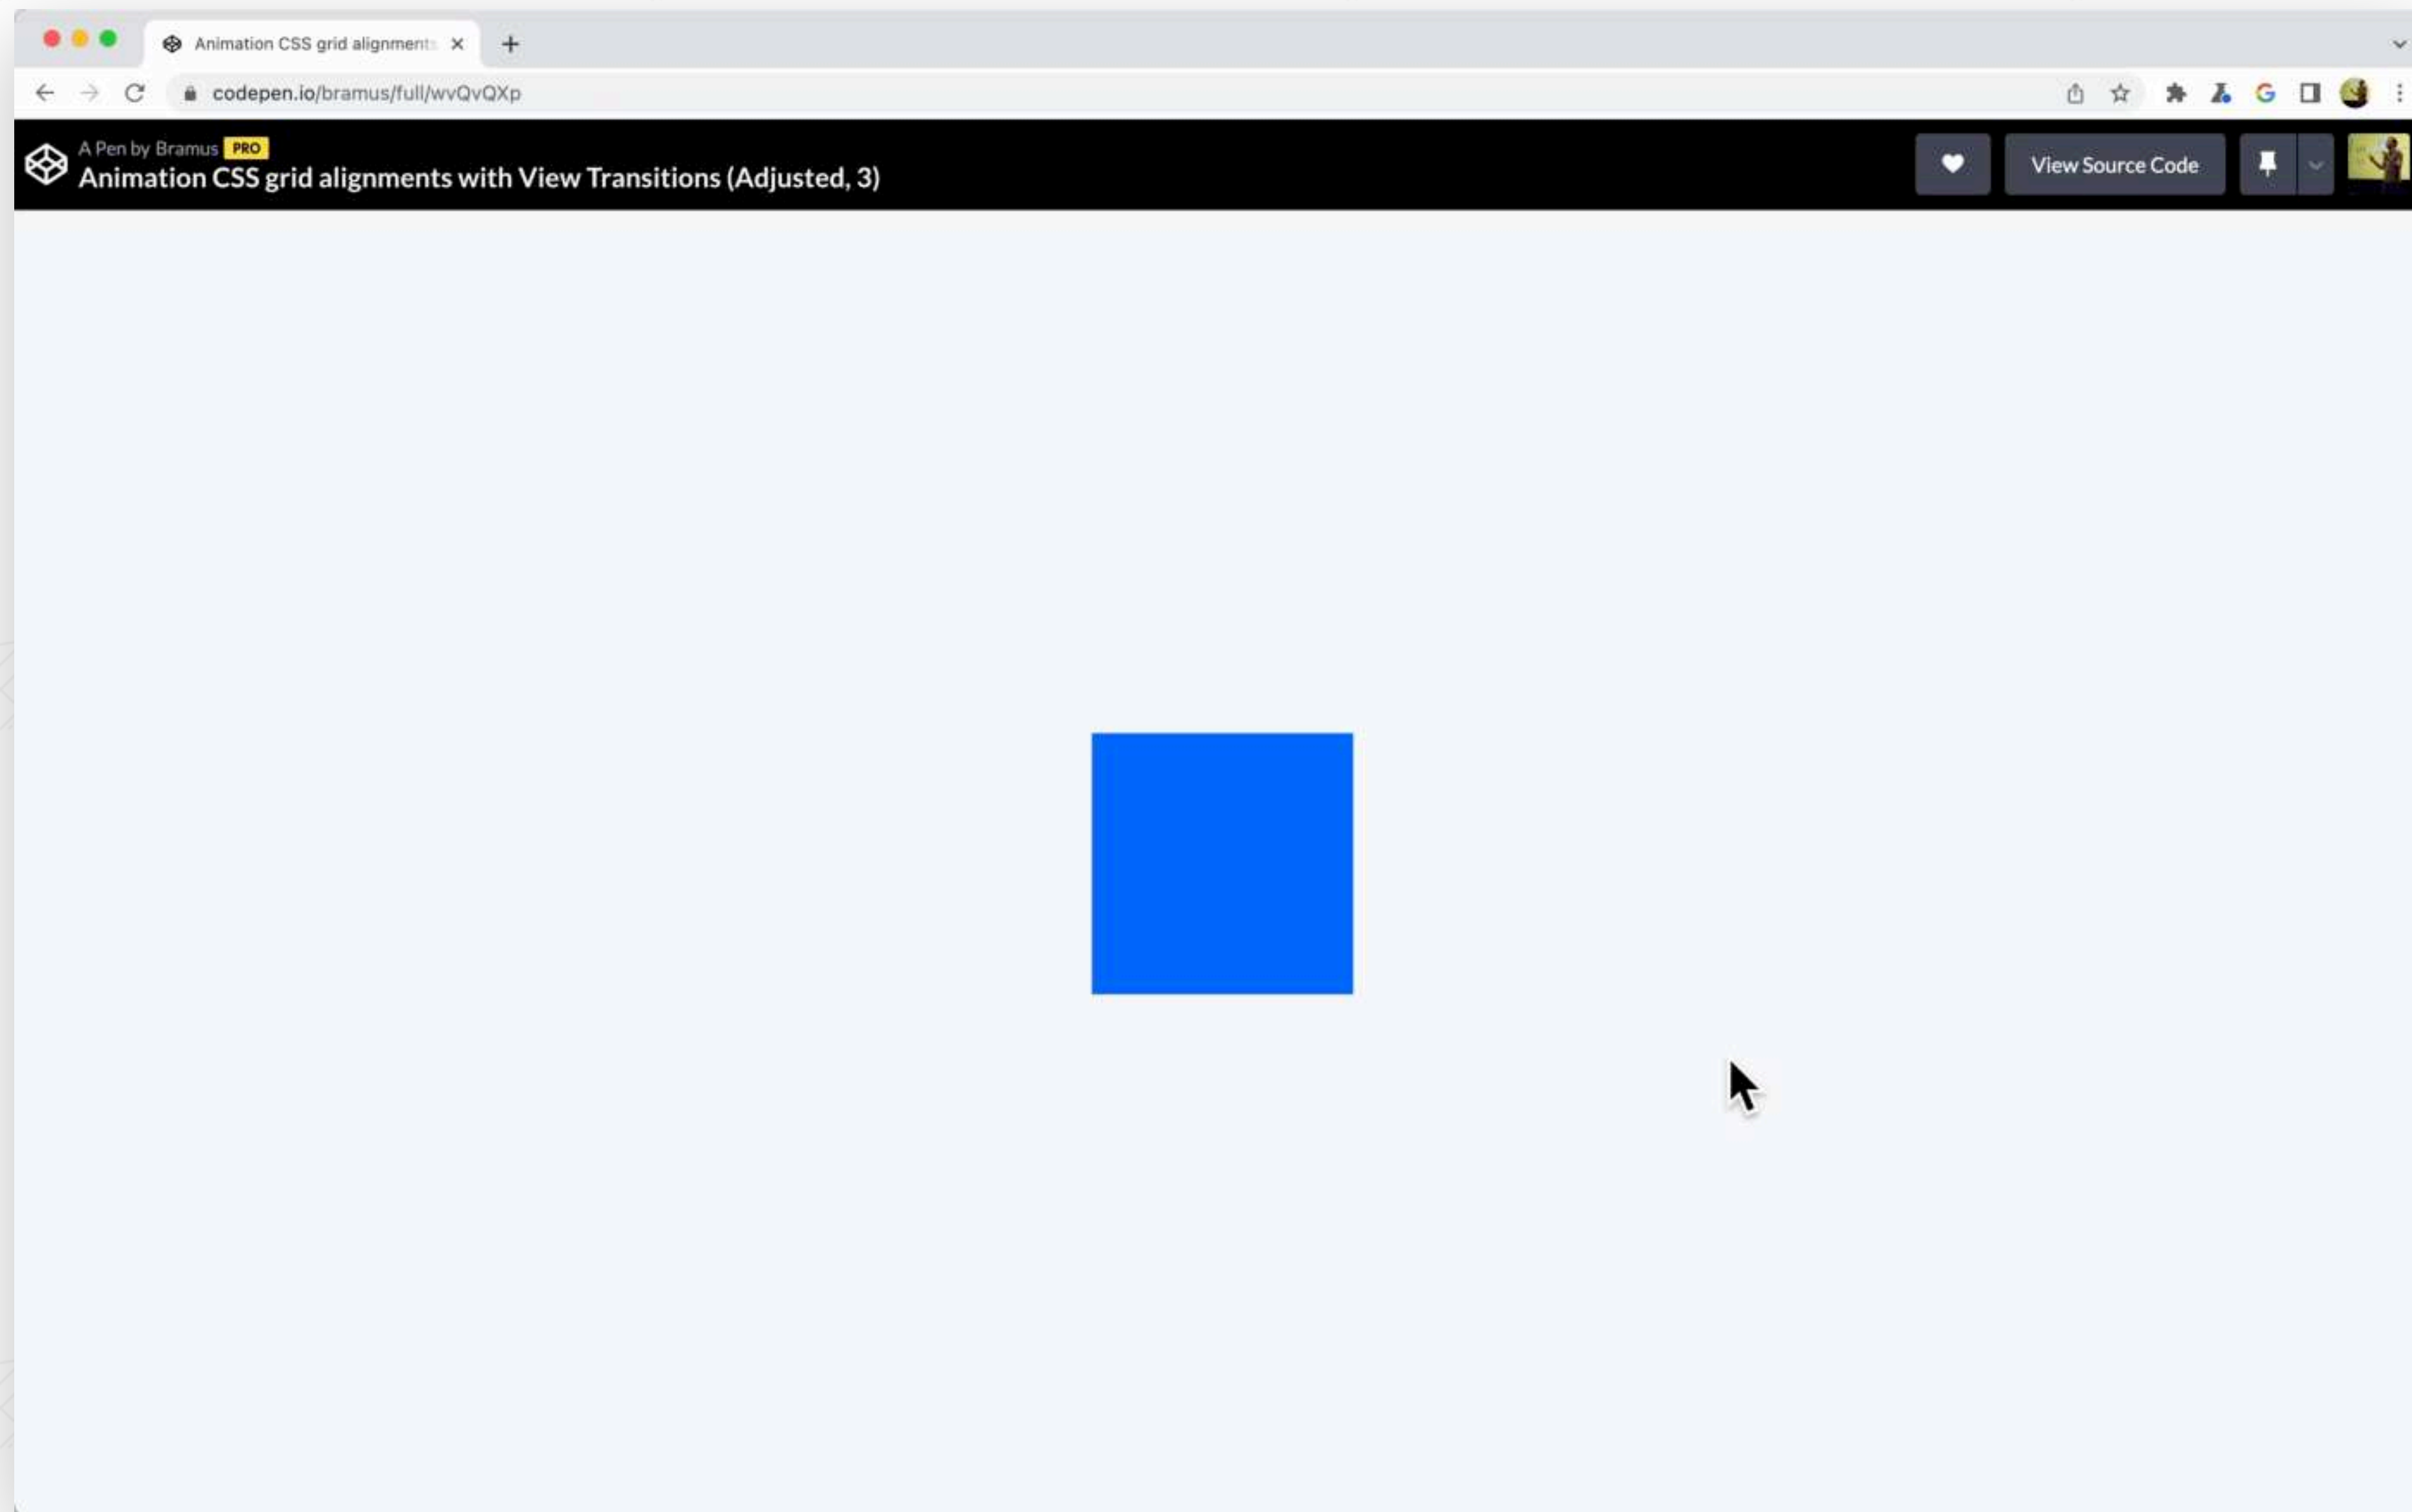 Animation CSS grid alignments
codepen.io/bramus/full/wvQvQXp
A Pen by Bramus PRO
Animation CSS grid alignments with View Transitions (Adjusted, 3)
View Source Code